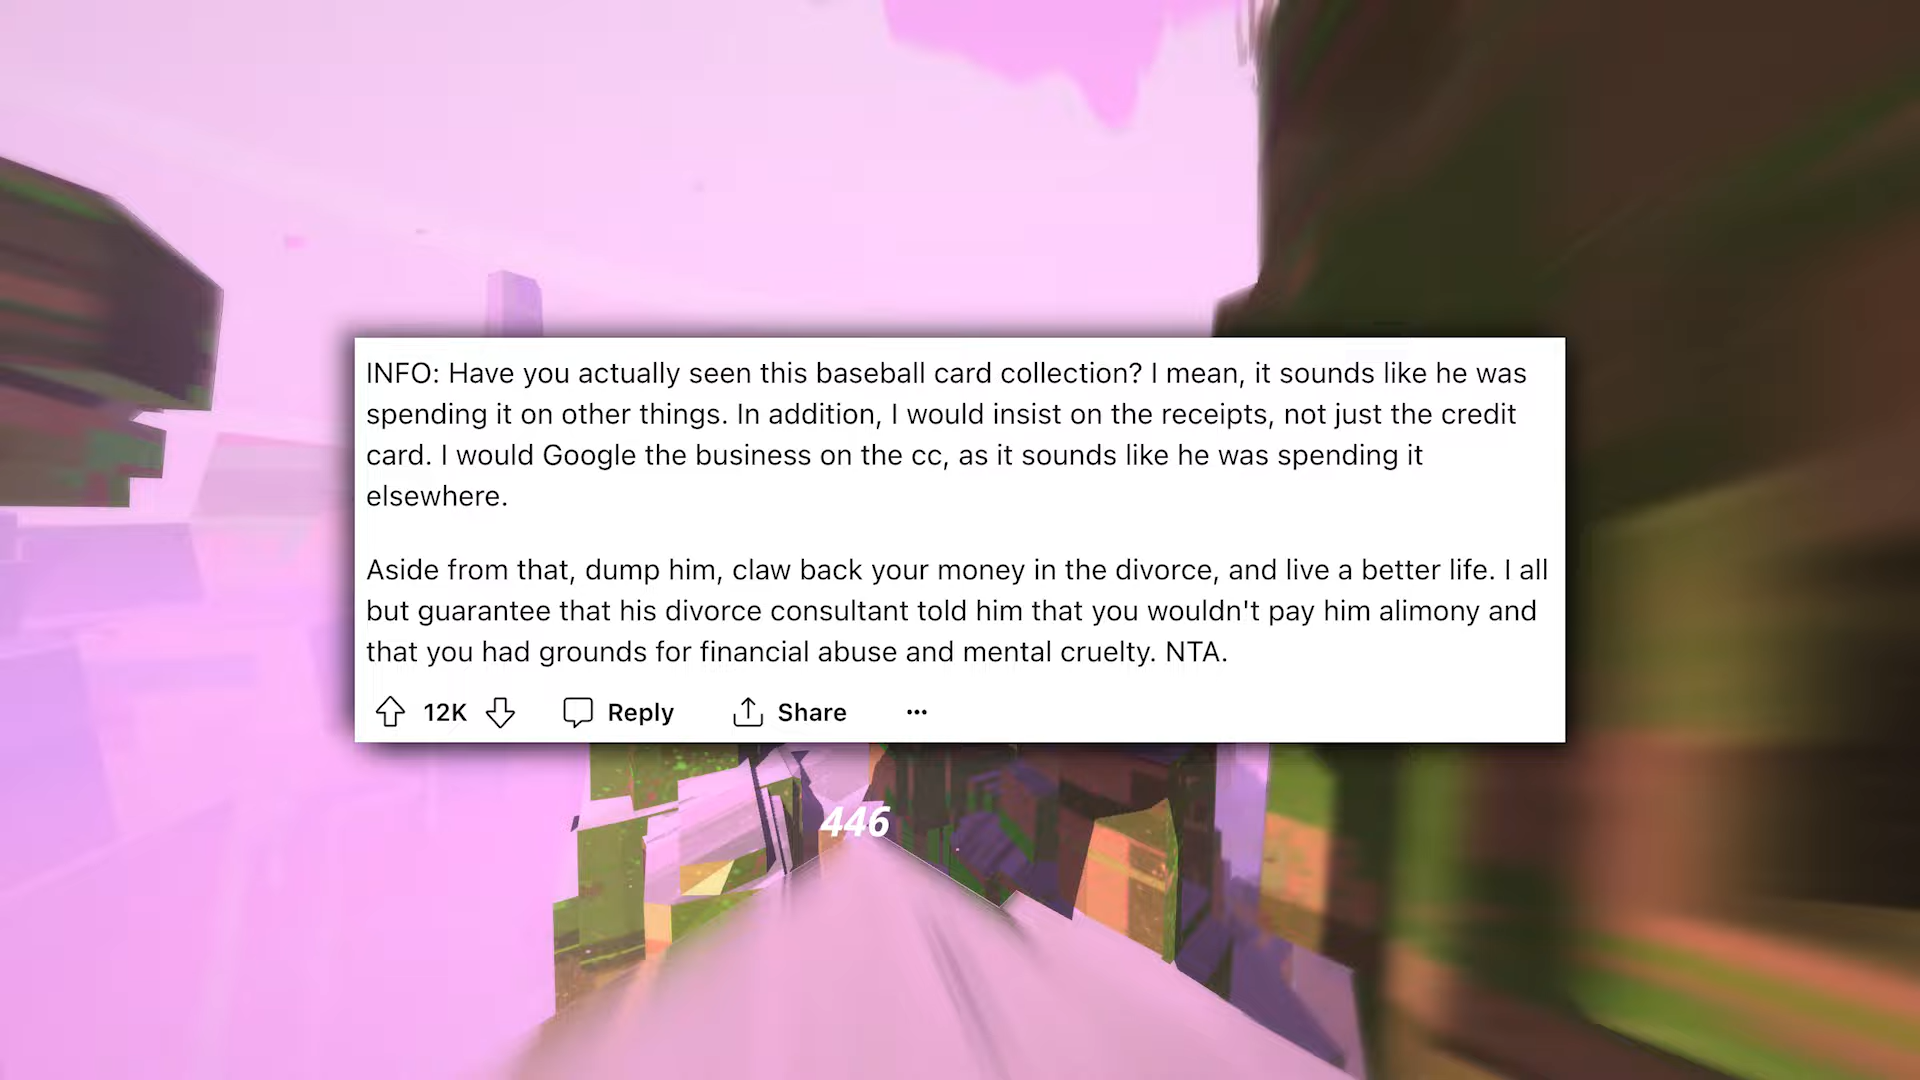 INFO: Have you actually seen this baseball card collection? I mean, it sounds like he was
spending it on other things. In addition, I would insist on the receipts, not just the credit
card. I would Google the business on the cc, as it sounds like he was spending it
elsewhere.
Aside from that, dump him, claw back your money in the divorce, and live a better life. I all
but guarantee that his divorce consultant told him that you wouldn't pay him alimony and
that you had grounds for financial abuse and mental cruelty. NTA.
12K Reply Share ···
446